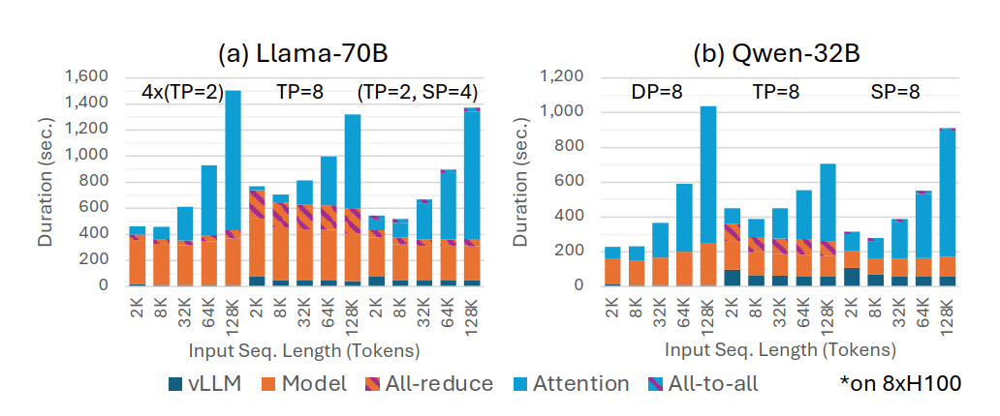 (a) Llama-70B
(b) Qwen-32B
Duration (sec.)
1,600
1,400
1,200
1,000
800
600
400
200
0
4x(TP=2)
TP=8
(TP=2, SP=4)
2K 8K 32K 64K 128K 2K 8K 32K 64K 128K 2K 8K 32K 64K 128K
Input Seq. Length (Tokens)
Duration (sec.)
1,200
1,000
800
600
400
200
0
DP=8
TP=8
SP=8
2K 8K 32K 64K 128K 2K 8K 32K 64K 128K 2K 8K 32K 64K 128K
Input Seq. Length (Tokens)
vLLM Model All-reduce Attention All-to-all *on 8xH100